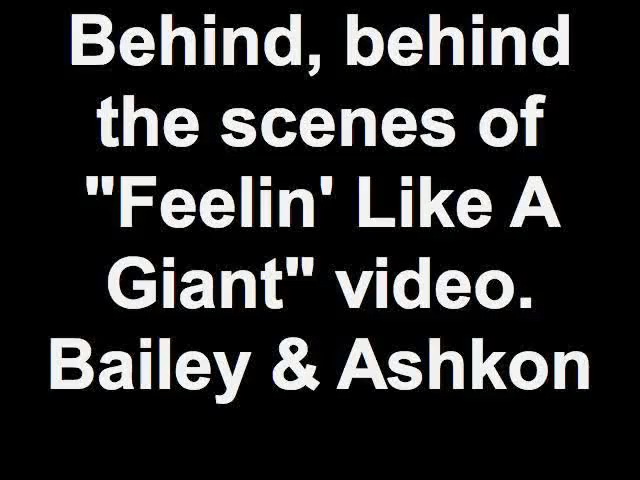 Behind, behind
the scenes of
"Feelin' Like A
Giant" video.
Bailey & Ashkon